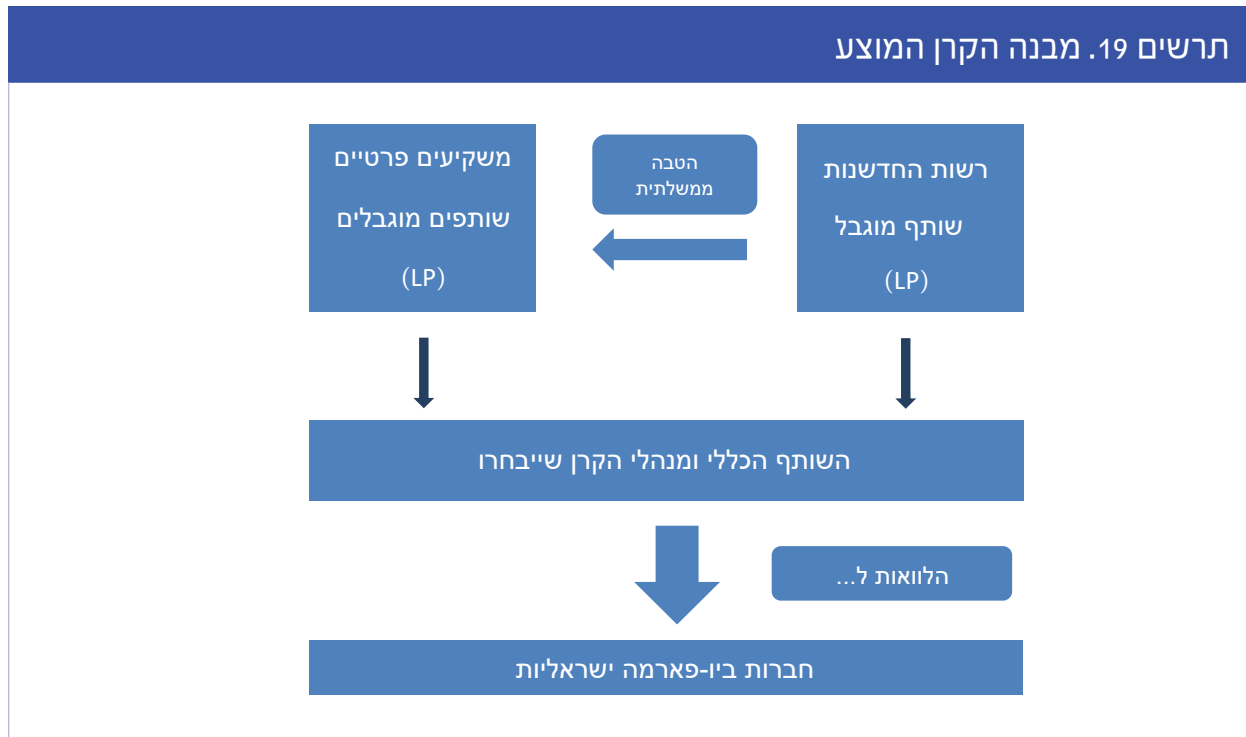 תרשים 19. מבנה הקרן המוצע
רשות החדשנות
שותף מוגבל
(LP)
הטבה
ממשלתית
משקיעים פרטיים
שותפים מוגבלים
(LP)
השותף הכללי ומנהלי הקרן שייבחרו
הלוואות ל...
חברות ביו-פארמה ישראליות